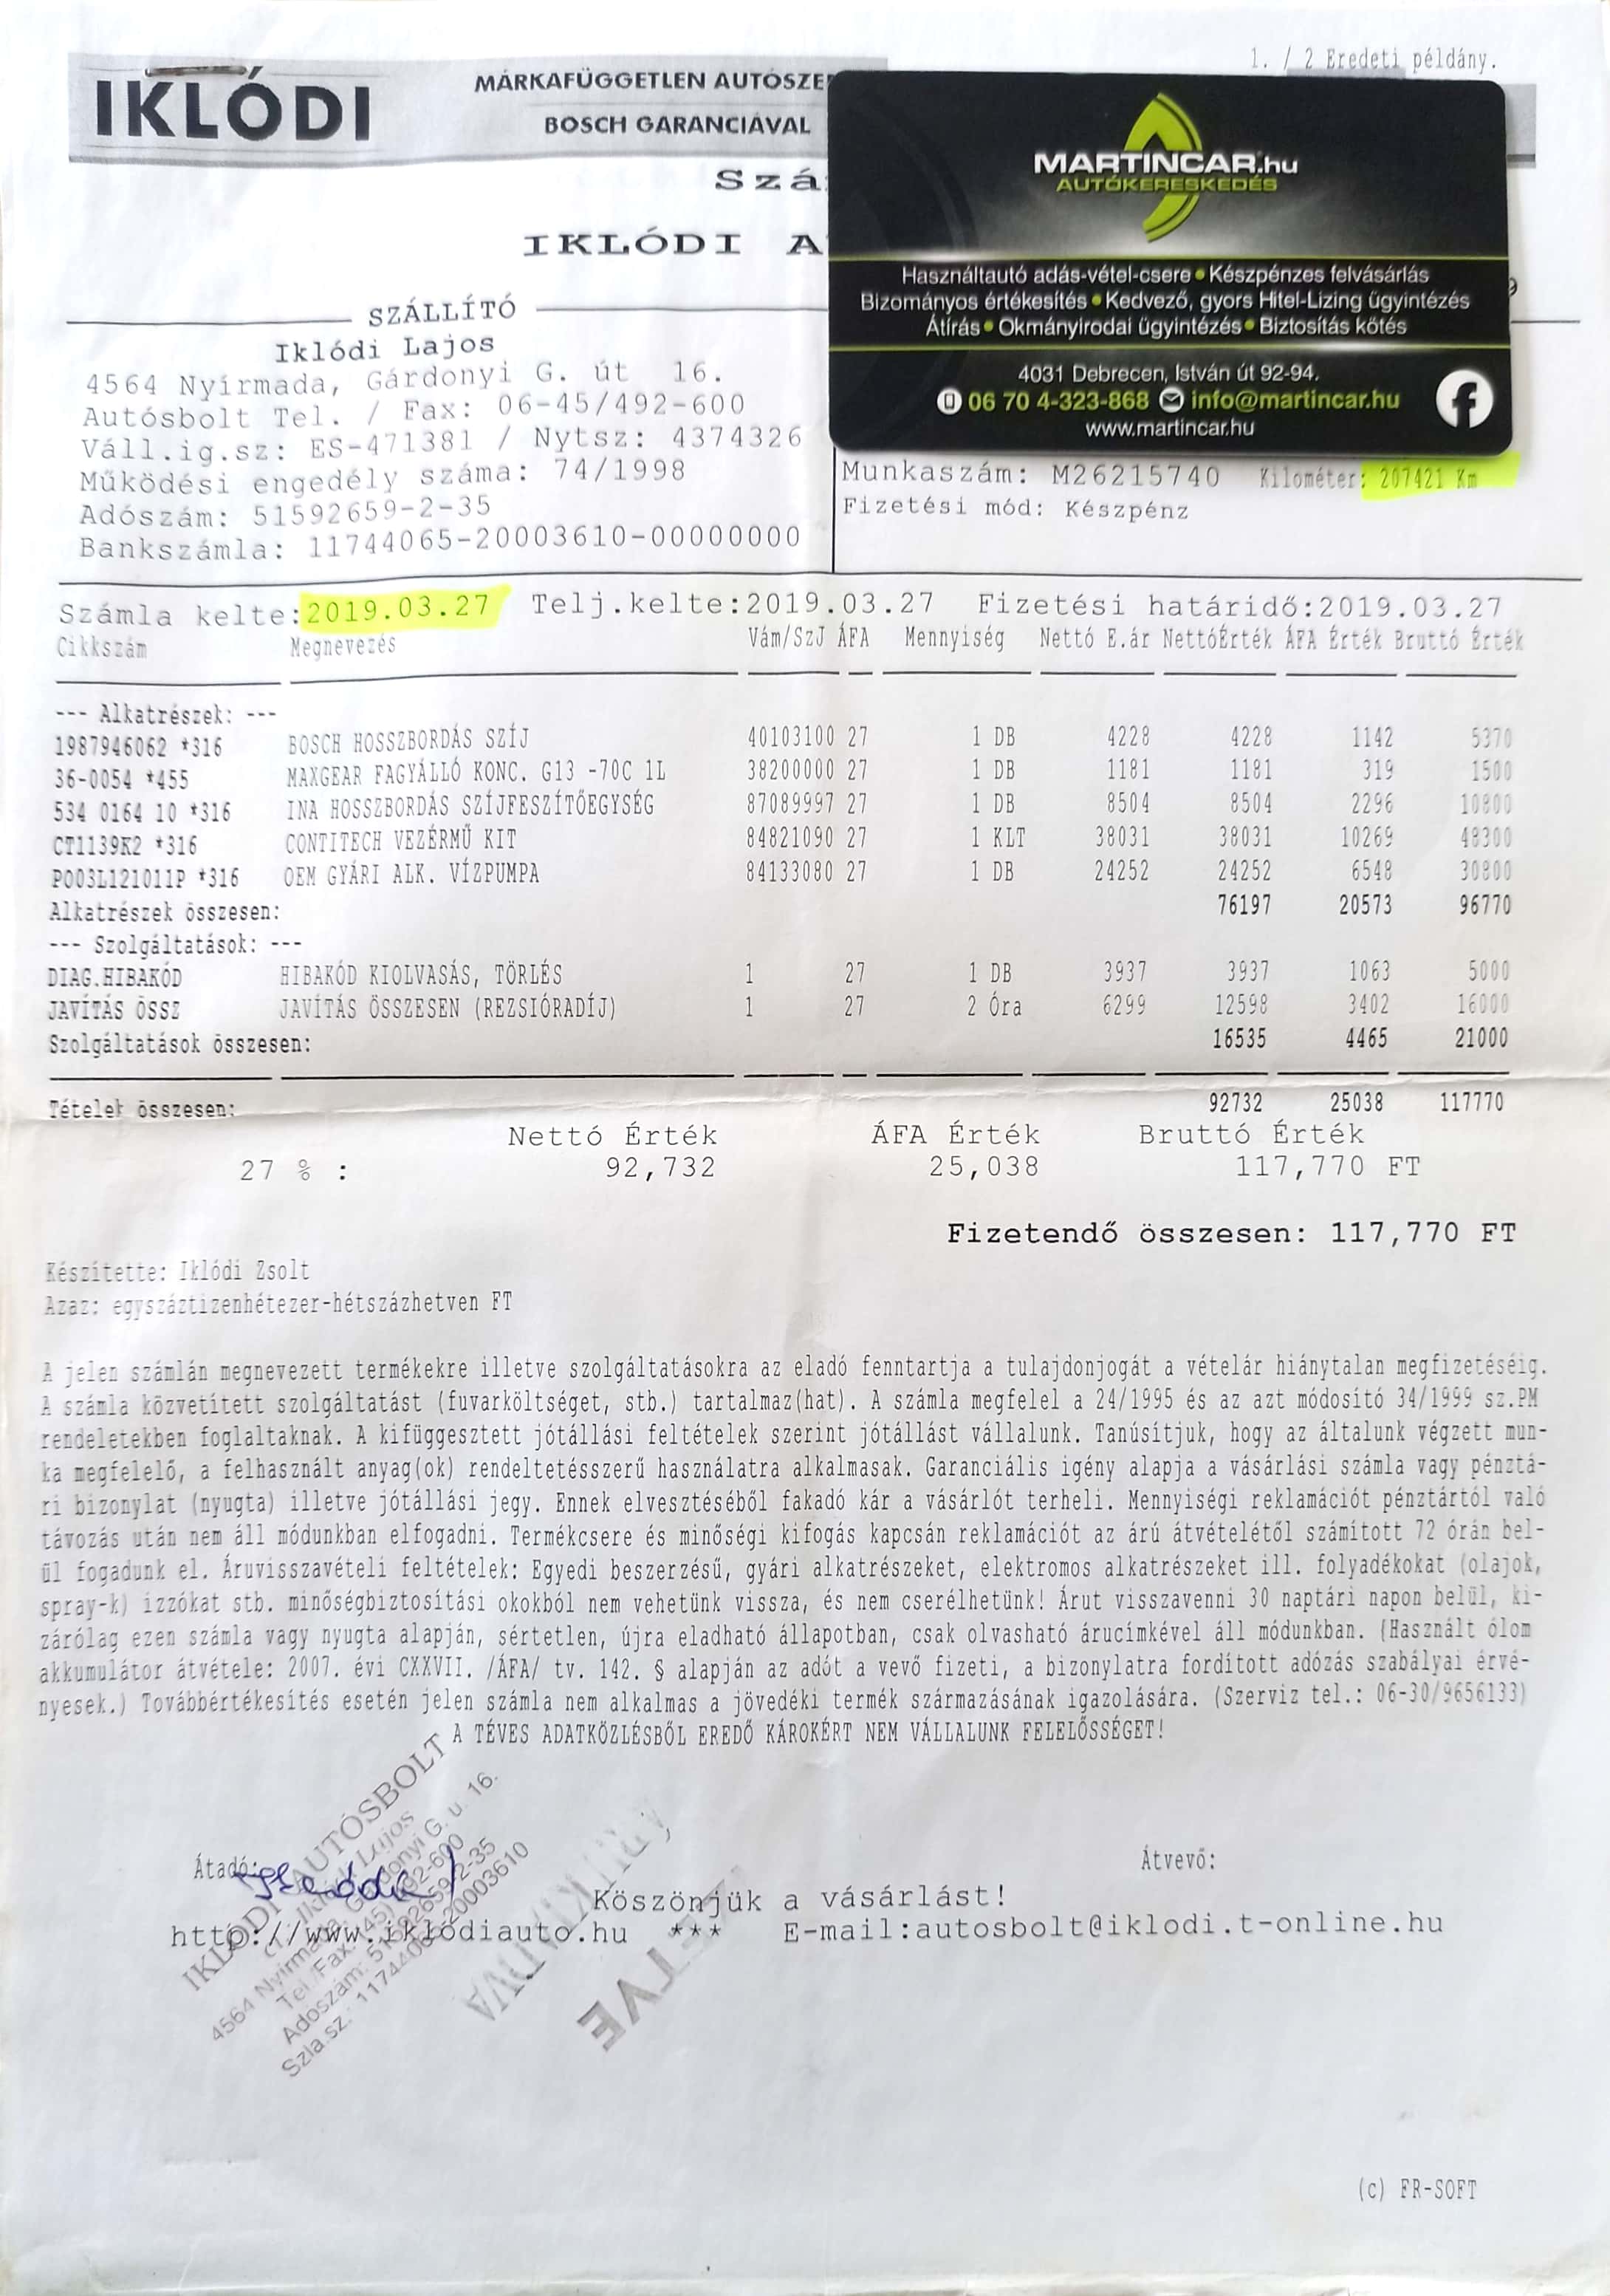 1. / 2 Eredeti példány.
IKLÓDI
MÁRKAFÜGGETLEN AUTÓSZE
BOSCH GARANCIÁVAL
Szá
IKLÓDI A
MARTINCAR.hu
AUTÓKERESKEDÉS
Használtautó adás-vétel-csere • Készpénzes felvásárlás
Bizományos értékesítés • Kedvező, gyors Hitel-Lizing ügyintézés
Átírás • Okmányirodai ügyintézés • Biztosítás kötés
4031 Debrecen, István út 92-94.
06 70 4-323-868 info@martincar.hu
www.martincar.hu
SZÁLLÍTÓ
Iklódi Lajos
4564 Nyírmada, Gárdonyi G. út 16.
Autósbolt Tel. / Fax: 06-45/492-600
Váll.ig.sz: ES-471381 / Nytsz: 4374326
Működési engedély száma: 74/1998
Adószám: 51592659-2-35
Bankszámla: 11744065-20003610-00000000
Munkaszám: M26215740 Kilométer: 207421 Km
Fizetési mód: Készpénz
Számla kelte:2019.03.27 Telj.kelte:2019.03.27 Fizetési határidő:2019.03.27
Cikkszám Megnevezés Vám/SzJ ÁFA Mennyiség Nettó E.ár NettóÉrték ÁFA Érték Bruttó Érték
--- Alkatrészek: ---
1987946062 *316 BOSCH HOSSZBORDÁS SZÍJ 40103100 27 1 DB 4228 4228 1142 5370
36-0054 *455 MAXGEAR FAGYÁLLÓ KONC. G13 -70C 1L 38200000 27 1 DB 1181 1181 319 1500
534 0164 10 *316 INA HOSSZBORDÁS SZÍJFESZÍTŐEGYSÉG 87089997 27 1 DB 8504 8504 2296 10800
CT1139K2 *316 CONTITECH VEZÉRMŰ KIT 84821090 27 1 KLT 38031 38031 10269 48300
P003L121011P *316 OEM GYÁRI ALK. VÍZPUMPA 84133080 27 1 DB 24252 24252 6548 30800
Alkatrészek összesen: 76197 20573 96770
--- Szolgáltatások: ---
DIAG.HIBAKÓD HIBAKÓD KIOLVASÁS, TÖRLÉS 1 27 1 DB 3937 3937 1063 5000
JAVÍTÁS ÖSSZ JAVÍTÁS ÖSSZESEN (REZSIÓRADÍJ) 1 27 2 Óra 6299 12598 3402 16000
Szolgáltatások összesen: 16535 4465 21000
Tételek összesen: 92732 25038 117770
Nettó Érték ÁFA Érték Bruttó Érték
27 % : 92,732 25,038 117,770 FT
Fizetendő összesen: 117,770 FT
Készítette: Iklódi Zsolt
Azaz: egyszáztizenhétezer-hétszázhetven FT
A jelen számlán megnevezett termékekre illetve szolgáltatásokra az eladó fenntartja a tulajdonjogát a vételár hiánytalan megfizetéséig.
A számla közvetített szolgáltatást (fuvarköltséget, stb.) tartalmaz(hat). A számla megfelel a 24/1995 és az azt módosító 34/1999 sz.PM
rendeletekben foglaltaknak. A kifüggesztett jótállási feltételek szerint jótállást vállalunk. Tanúsítjuk, hogy az általunk végzett mun-
ka megfelelő, a felhasznált anyag(ok) rendeltetésszerű használatra alkalmasak. Garanciális igény alapja a vásárlási számla vagy pénztá-
ri bizonylat (nyugta) illetve jótállási jegy. Ennek elvesztéséből fakadó kár a vásárlót terheli. Mennyiségi reklamációt pénztártól való
távozás után nem áll módunkban elfogadni. Termékcsere és minőségi kifogás kapcsán reklamációt az árú átvételétől számított 72 órán bel-
ül fogadunk el. Áruvisszavételi feltételek: Egyedi beszerzésű, gyári alkatrészeket, elektromos alkatrészeket ill. folyadékokat (olajok,
spray-k) izzókat stb. minőségbiztosítási okokból nem vehetünk vissza, és nem cserélhetünk! Árut visszavenni 30 naptári napon belül, ki-
zárólag ezen számla vagy nyugta alapján, sértetlen, újra eladható állapotban, csak olvasható árucímkével áll módunkban. (Használt ólom
akkumulátor átvétele: 2007. évi CXXVII. /ÁFA/ tv. 142. § alapján az adót a vevő fizeti, a bizonylatra fordított adózás szabályai érvé-
nyesek.) Továbbértékesítés esetén jelen számla nem alkalmas a jövedéki termék származásának igazolására. (Szerviz tel.: 06-30/9656133)
A TÉVES ADATKÖZLÉSBŐL EREDŐ KÁROKÉRT NEM VÁLLALUNK FELELŐSSÉGET!
IKLÓDI AUTÓSBOLT
Lajos
4564 Nyírmada, Gárdonyi G. u. 16.
Adószám: 51592659-2-35
Szla.sz.: 11744065-20003610
Átadó:
Átvevő:
Köszönjük a vásárlást!
http://www.iklodiauto.hu *** E-mail:autosbolt@iklodi.t-online.hu
(c) FR-SOFT